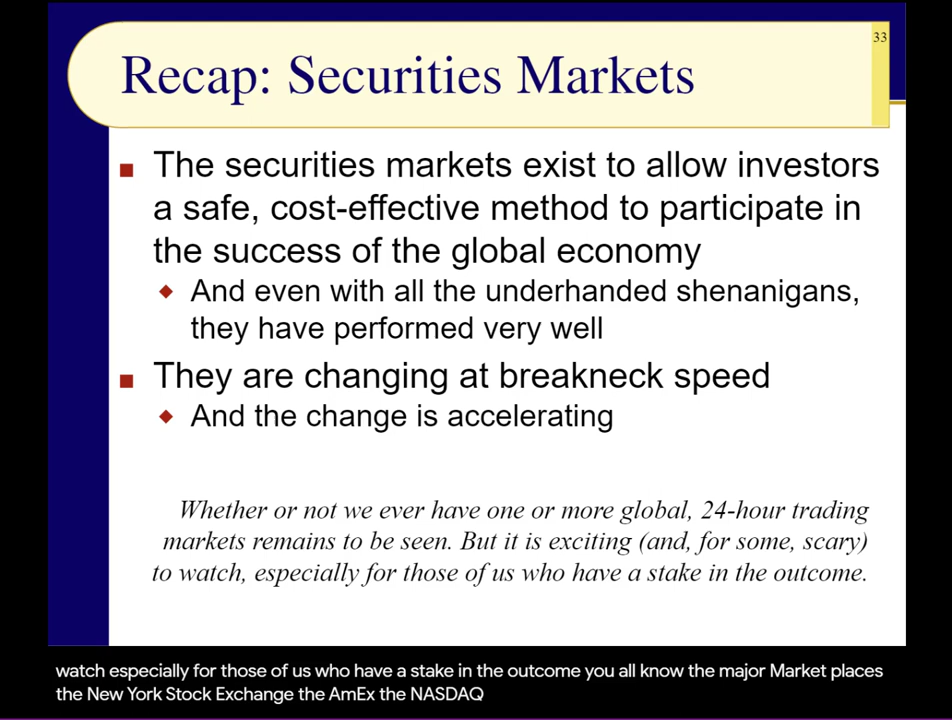 33
Recap: Securities Markets
The securities markets exist to allow investors
a safe, cost-effective method to participate in
the success of the global economy
And even with all the underhanded shenanigans,
they have performed very well
They are changing at breakneck speed
And the change is accelerating
Whether or not we ever have one or more global, 24-hour trading
markets remains to be seen. But it is exciting (and, for some, scary)
to watch, especially for those of us who have a stake in the outcome.
watch especially for those of us who have a stake in the outcome you all know the major Market places
the New York Stock Exchange the AmEx the NASDAQ